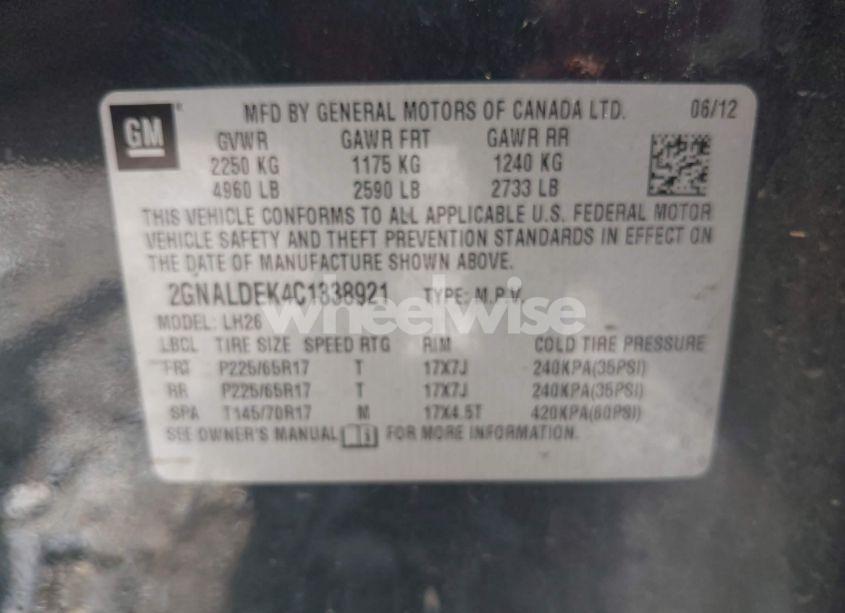 GM
MFD BY GENERAL MOTORS OF CANADA LTD. 06/12
GVWR GAWR FRT GAWR RR
2250 KG 1175 KG 1240 KG
4960 LB 2590 LB 2733 LB
THIS VEHICLE CONFORMS TO ALL APPLICABLE U.S. FEDERAL MOTOR
VEHICLE SAFETY AND THEFT PREVENTION STANDARDS IN EFFECT ON
THE DATE OF MANUFACTURE SHOWN ABOVE.
2GNALDEK4C1338921 TYPE: M.P.V.
wheelwise
MODEL: LH26
LBCL TIRE SIZE SPEED RTG RIM COLD TIRE PRESSURE
FRT P225/65R17 T 17X7J 240KPA(35PSI)
RR P225/65R17 T 17X7J 240KPA(35PSI)
SPA T145/70R17 M 17X4.5T 420KPA(60PSI)
SEE OWNER'S MANUAL FOR MORE INFORMATION.